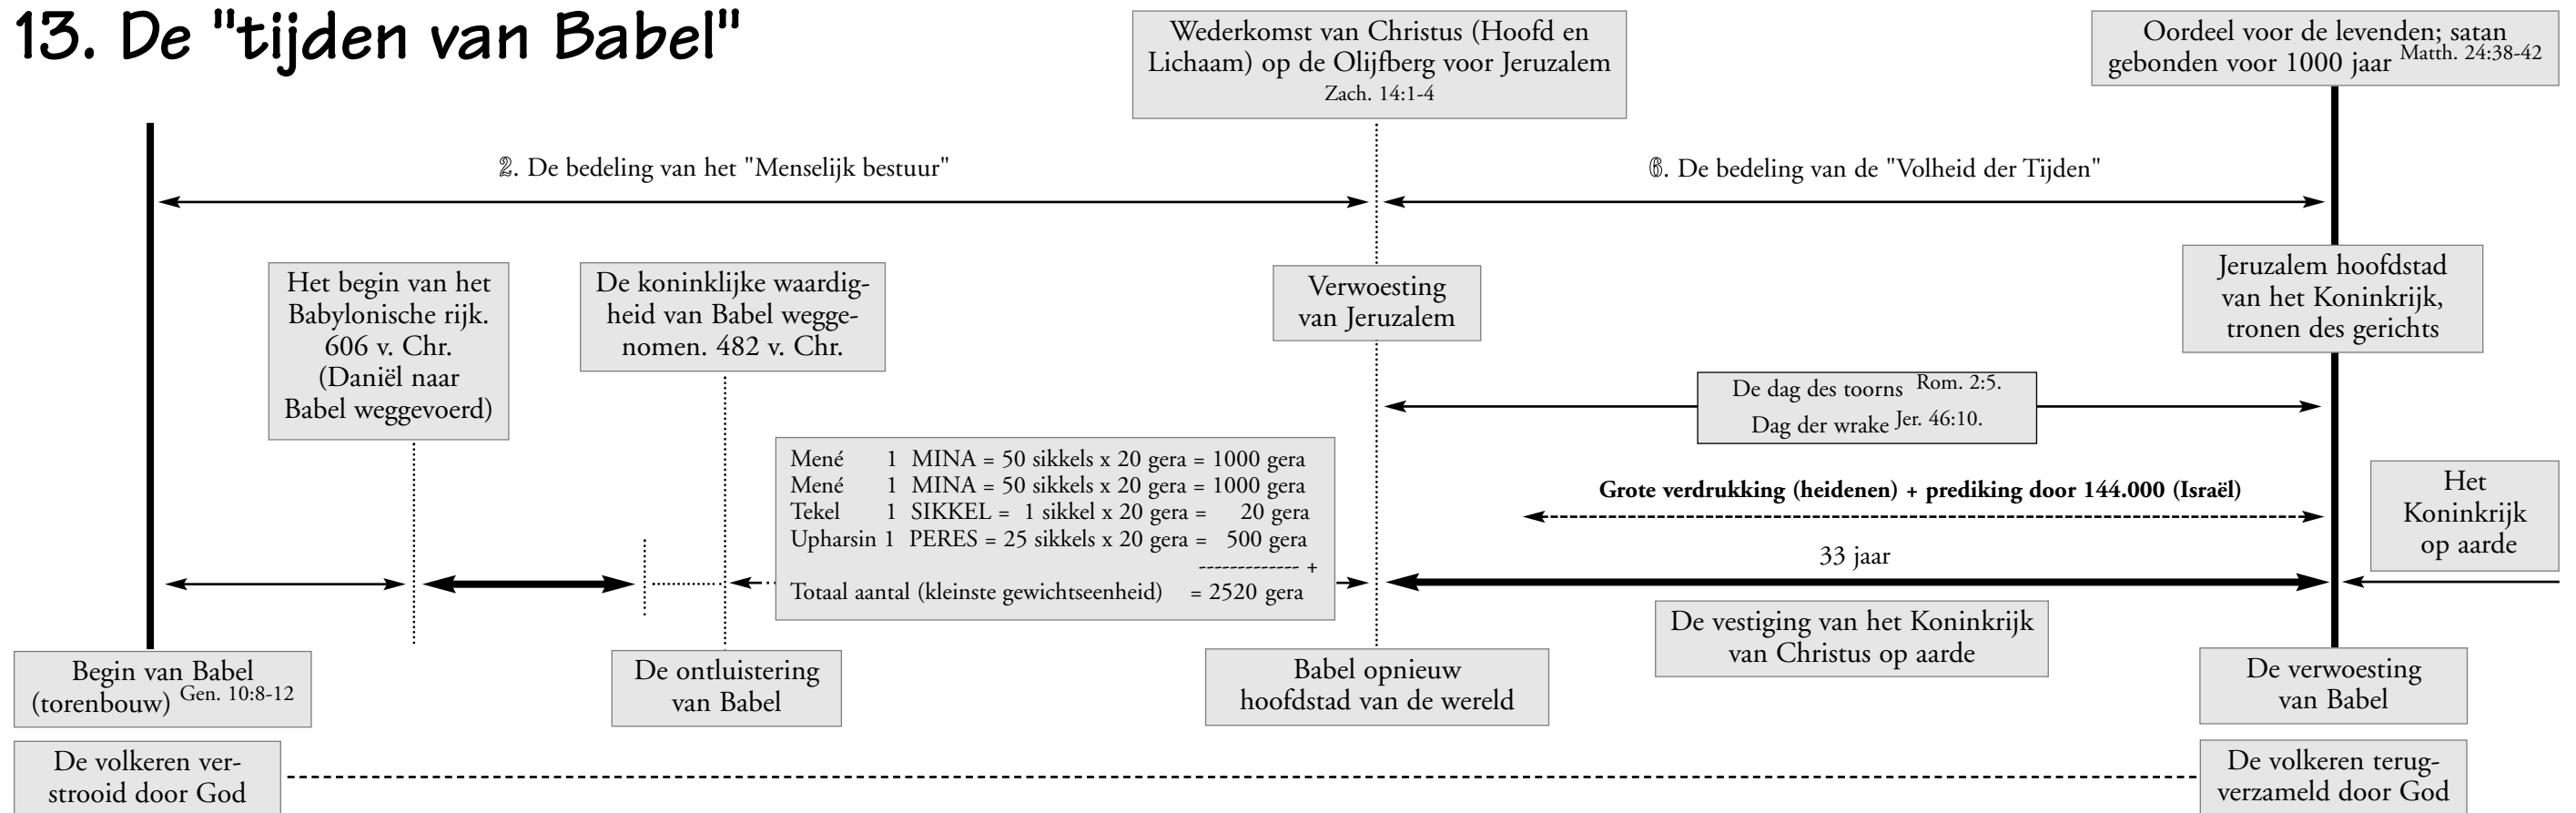 13. De "tijden van Babel"
Wederkomst van Christus (Hoofd en
Lichaam) op de Olijfberg voor Jeruzalem
Zach. 14:1-4
Oordeel voor de levenden; satan
gebonden voor 1000 jaar Matth. 24:38-42
2. De bedeling van het "Menselijk bestuur"
6. De bedeling van de "Volheid der Tijden"
Het begin van het
Babylonische rijk.
606 v. Chr.
(Daniël naar
Babel weggevoerd)
De koninklijke waardig-
heid van Babel wegge-
nomen. 482 v. Chr.
Verwoesting
van Jeruzalem
Jeruzalem hoofdstad
van het Koninkrijk,
tronen des gerichts
De dag des toorns Rom. 2:5.
Dag der wrake Jer. 46:10.
Mené 1 MINA = 50 sikkels x 20 gera = 1000 gera
Mené 1 MINA = 50 sikkels x 20 gera = 1000 gera
Tekel 1 SIKKEL = 1 sikkel x 20 gera = 20 gera
Upharsin 1 PERES = 25 sikkels x 20 gera = 500 gera
------------- +
Totaal aantal (kleinste gewichtseenheid) = 2520 gera
Grote verdrukking (heidenen) + prediking door 144.000 (Israël)
33 jaar
Het
Koninkrijk
op aarde
De vestiging van het Koninkrijk
van Christus op aarde
Begin van Babel
(torenbouw) Gen. 10:8-12
De ontluistering
van Babel
Babel opnieuw
hoofdstad van de wereld
De verwoesting
van Babel
De volkeren ver-
strooid door God
De volkeren terug-
verzameld door God